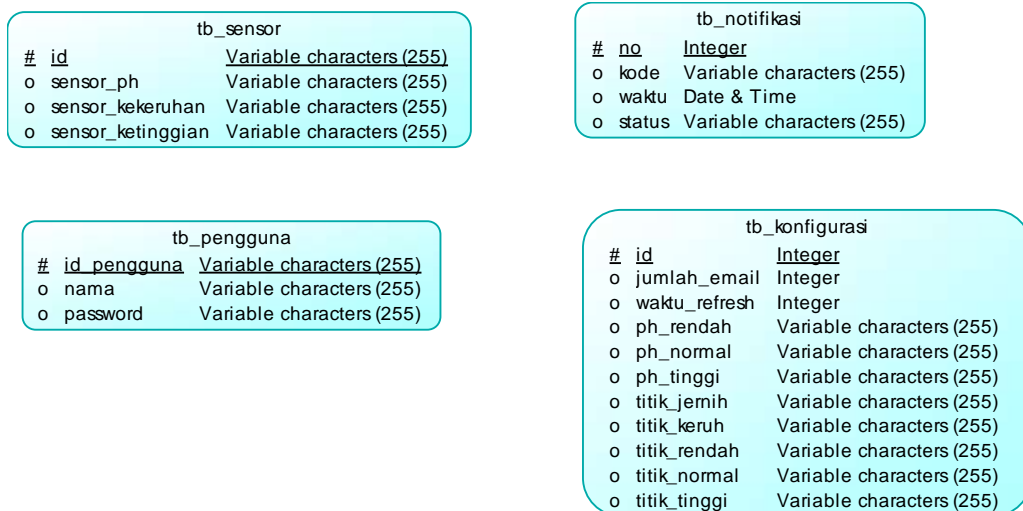 tb_sensor
# id Variable characters (255)
o sensor_ph Variable characters (255)
o sensor_kekeruhan Variable characters (255)
o sensor_ketinggian Variable characters (255)
tb_notifikasi
# no Integer
o kode Variable characters (255)
o waktu Date & Time
o status Variable characters (255)
tb_pengguna
# id_pengguna Variable characters (255)
o nama Variable characters (255)
o password Variable characters (255)
tb_konfigurasi
# id Integer
o jumlah_email Integer
o waktu_refresh Integer
o ph_rendah Variable characters (255)
o ph_normal Variable characters (255)
o ph_tinggi Variable characters (255)
o titik_jernih Variable characters (255)
o titik_keruh Variable characters (255)
o titik_rendah Variable characters (255)
o titik_normal Variable characters (255)
o titik_tinggi Variable characters (255)